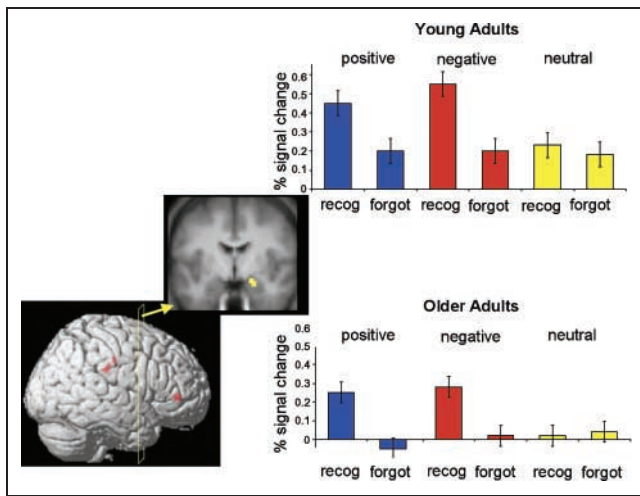 Young Adults
positive negative neutral
% signal change
0.6
0.5
0.4
0.3
0.2
0.1
0
recog forgot recog forgot recog forgot
Older Adults
positive negative neutral
% signal change
0.6
0.5
0.4
0.3
0.2
0.1
0
recog forgot recog forgot recog forgot